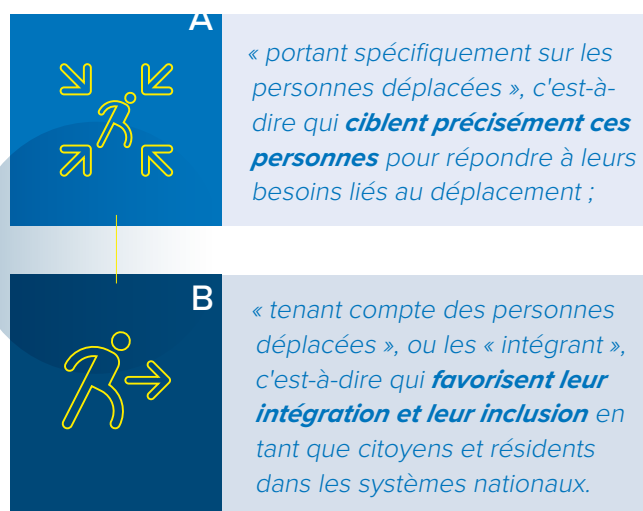 A
« portant spécifiquement sur les
personnes déplacées », c'est-à-
dire qui ciblent précisément ces
personnes pour répondre à leurs
besoins liés au déplacement ;
B
« tenant compte des personnes
déplacées », ou les « intégrant »,
c'est-à-dire qui favorisent leur
intégration et leur inclusion en
tant que citoyens et résidents
dans les systèmes nationaux.